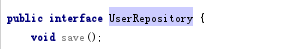 public interface UserRepository {
void save();